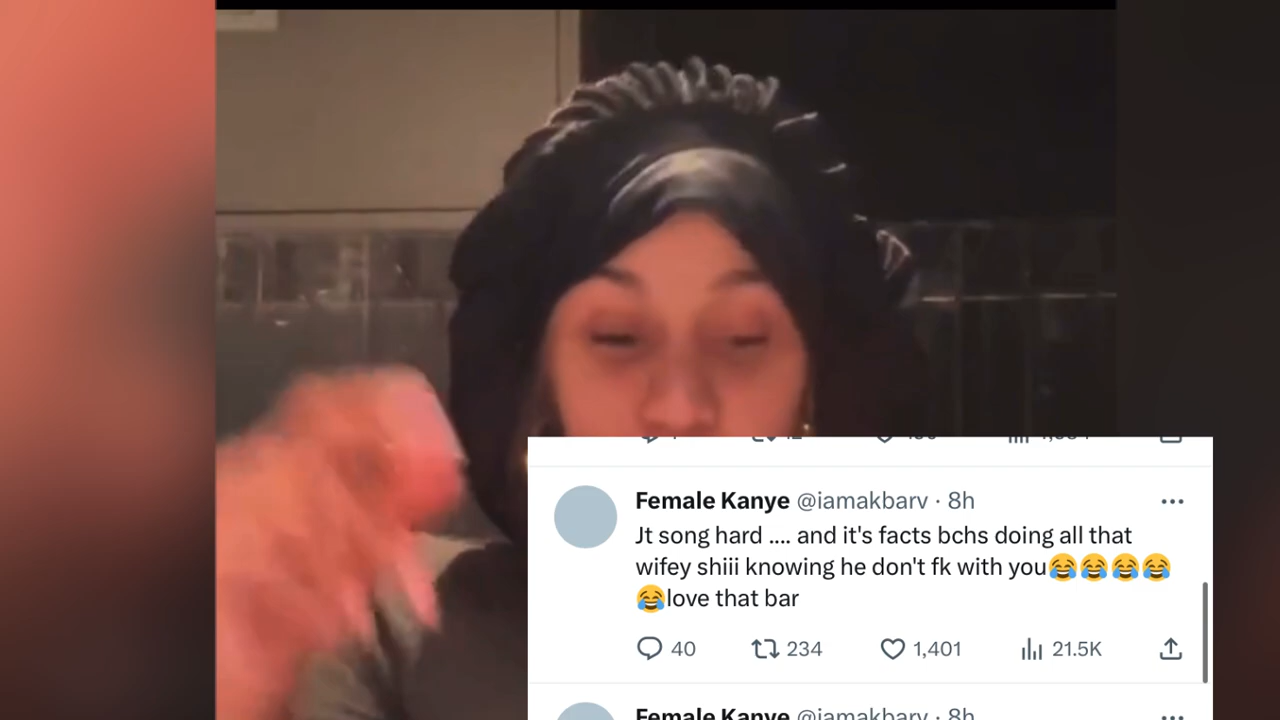 Female Kanye @iamakbarv · 8h
Jt song hard .... and it's facts bchs doing all that
wifey shiii knowing he don't fk with you😂😂😂😂
😂love that bar
40 234 1,401 21.5K
Female Kanye @iamakbarv · 8h